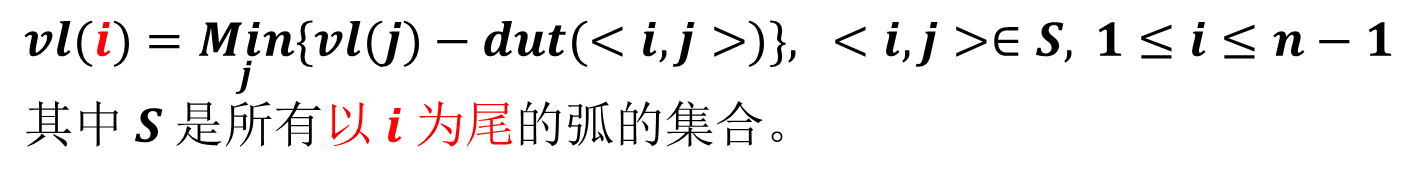 vl(i) = Min{vl(j) − dut(< i, j >)}, < i, j >∈ S, 1 ≤ i ≤ n − 1
j
其中 S 是所有以 i 为尾的弧的集合。